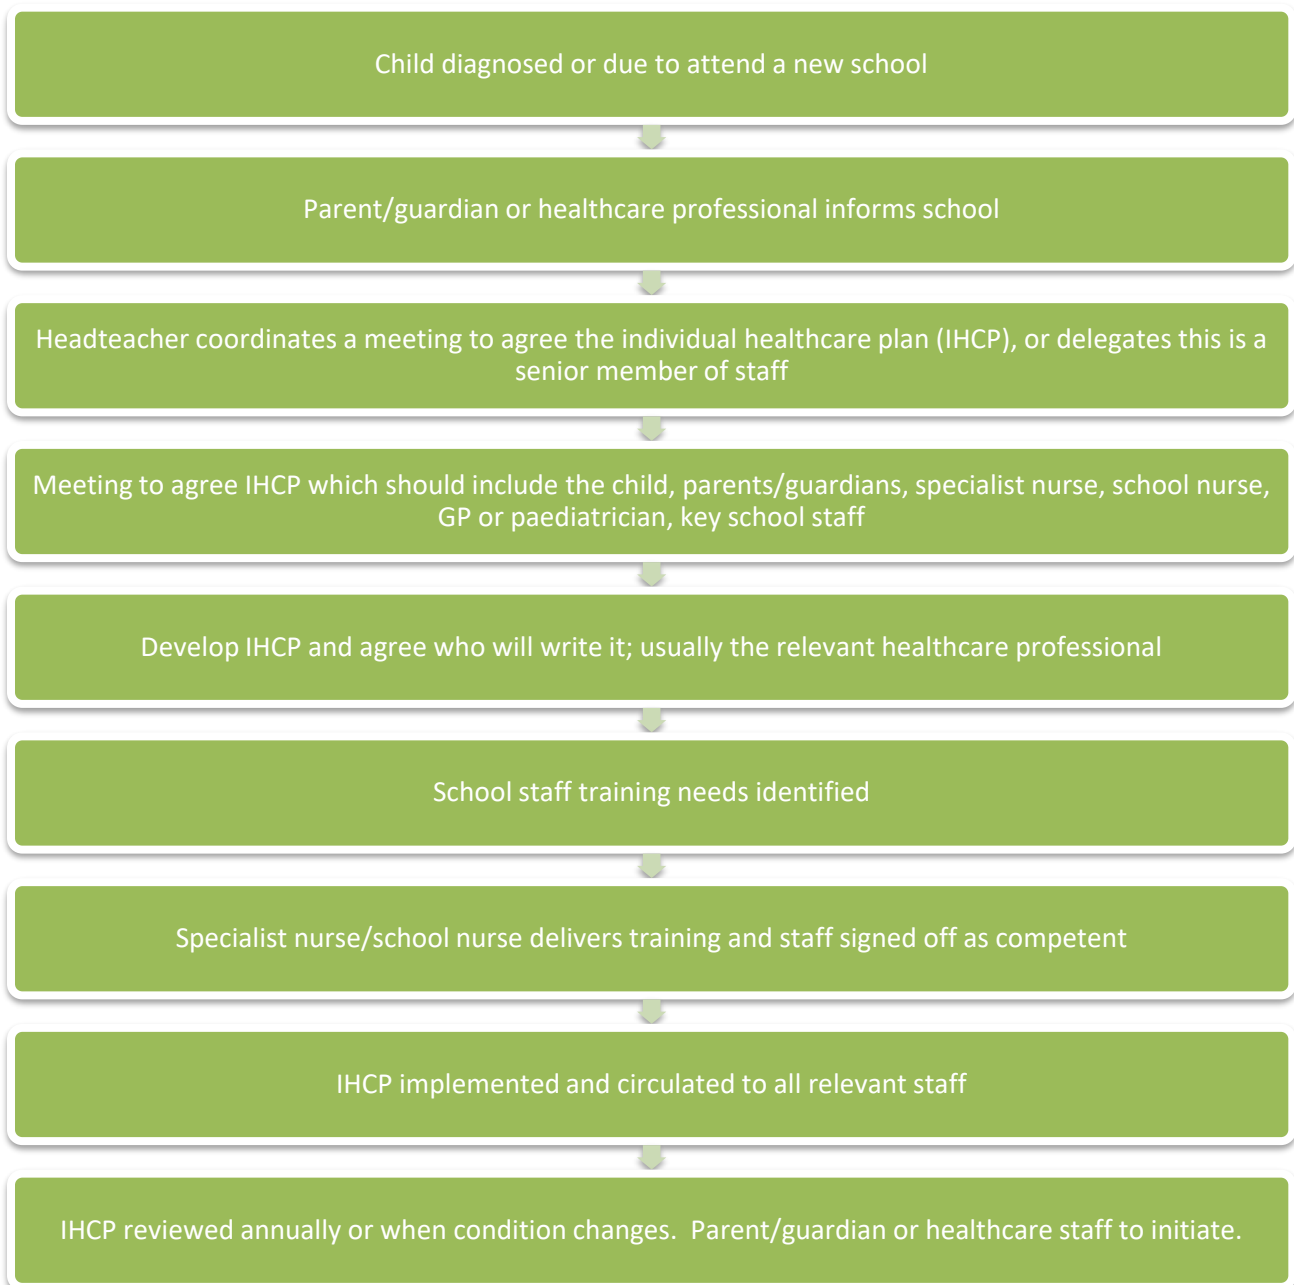 Child diagnosed or due to attend a new school
Parent/guardian or healthcare professional informs school
Headteacher coordinates a meeting to agree the individual healthcare plan (IHCP), or delegates this is a
senior member of staff
Meeting to agree IHCP which should include the child, parents/guardians, specialist nurse, school nurse,
GP or paediatrician, key school staff
Develop IHCP and agree who will write it; usually the relevant healthcare professional
School staff training needs identified
Specialist nurse/school nurse delivers training and staff signed off as competent
IHCP implemented and circulated to all relevant staff
IHCP reviewed annually or when condition changes.  Parent/guardian or healthcare staff to initiate.